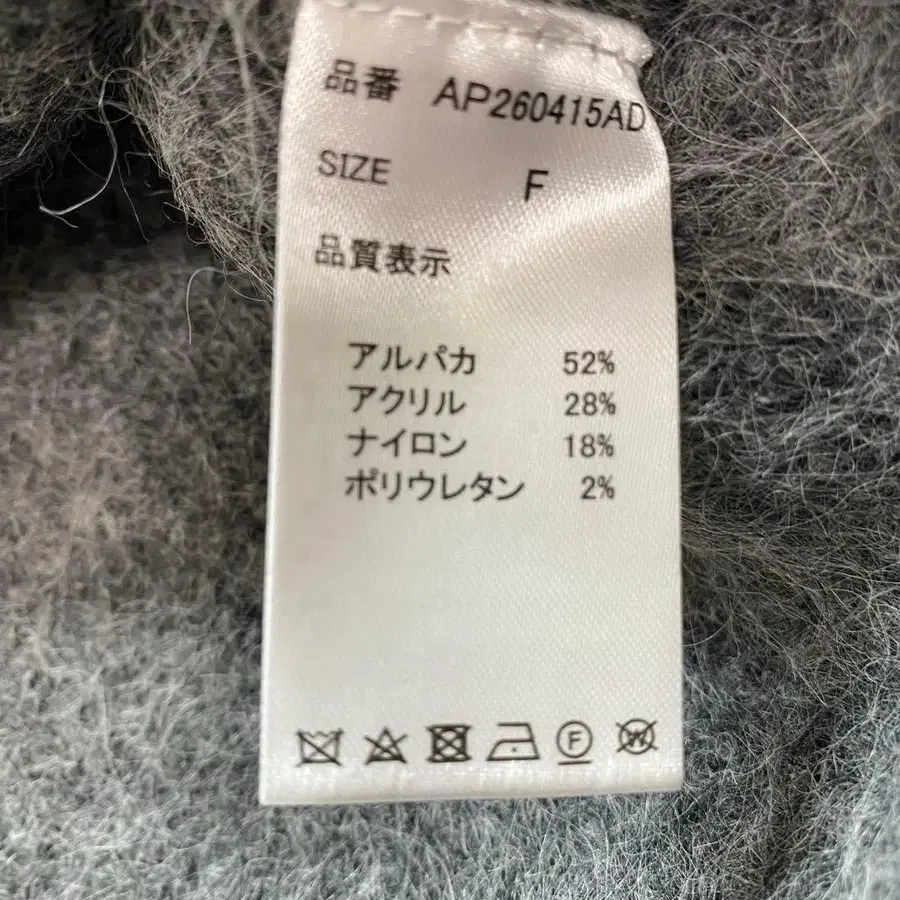 品番 AP260415AD
SIZE F
品質表示
アルパカ 52%
アクリル 28%
ナイロン 18%
ポリウレタン 2%
F W